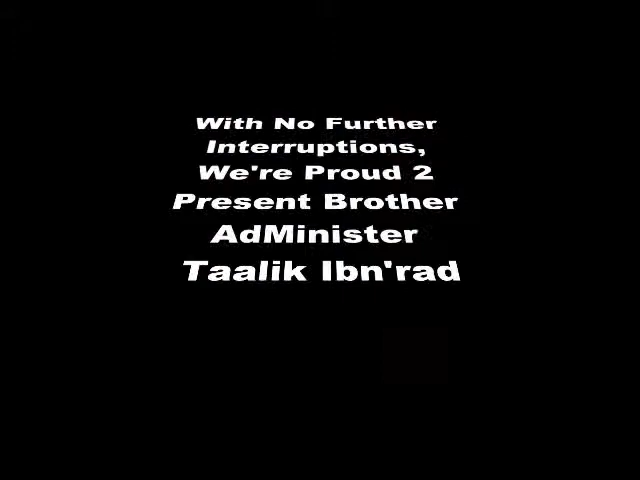 With No Further
Interruptions,
We're Proud 2
Present Brother
AdMinister
Taalik Ibn'rad